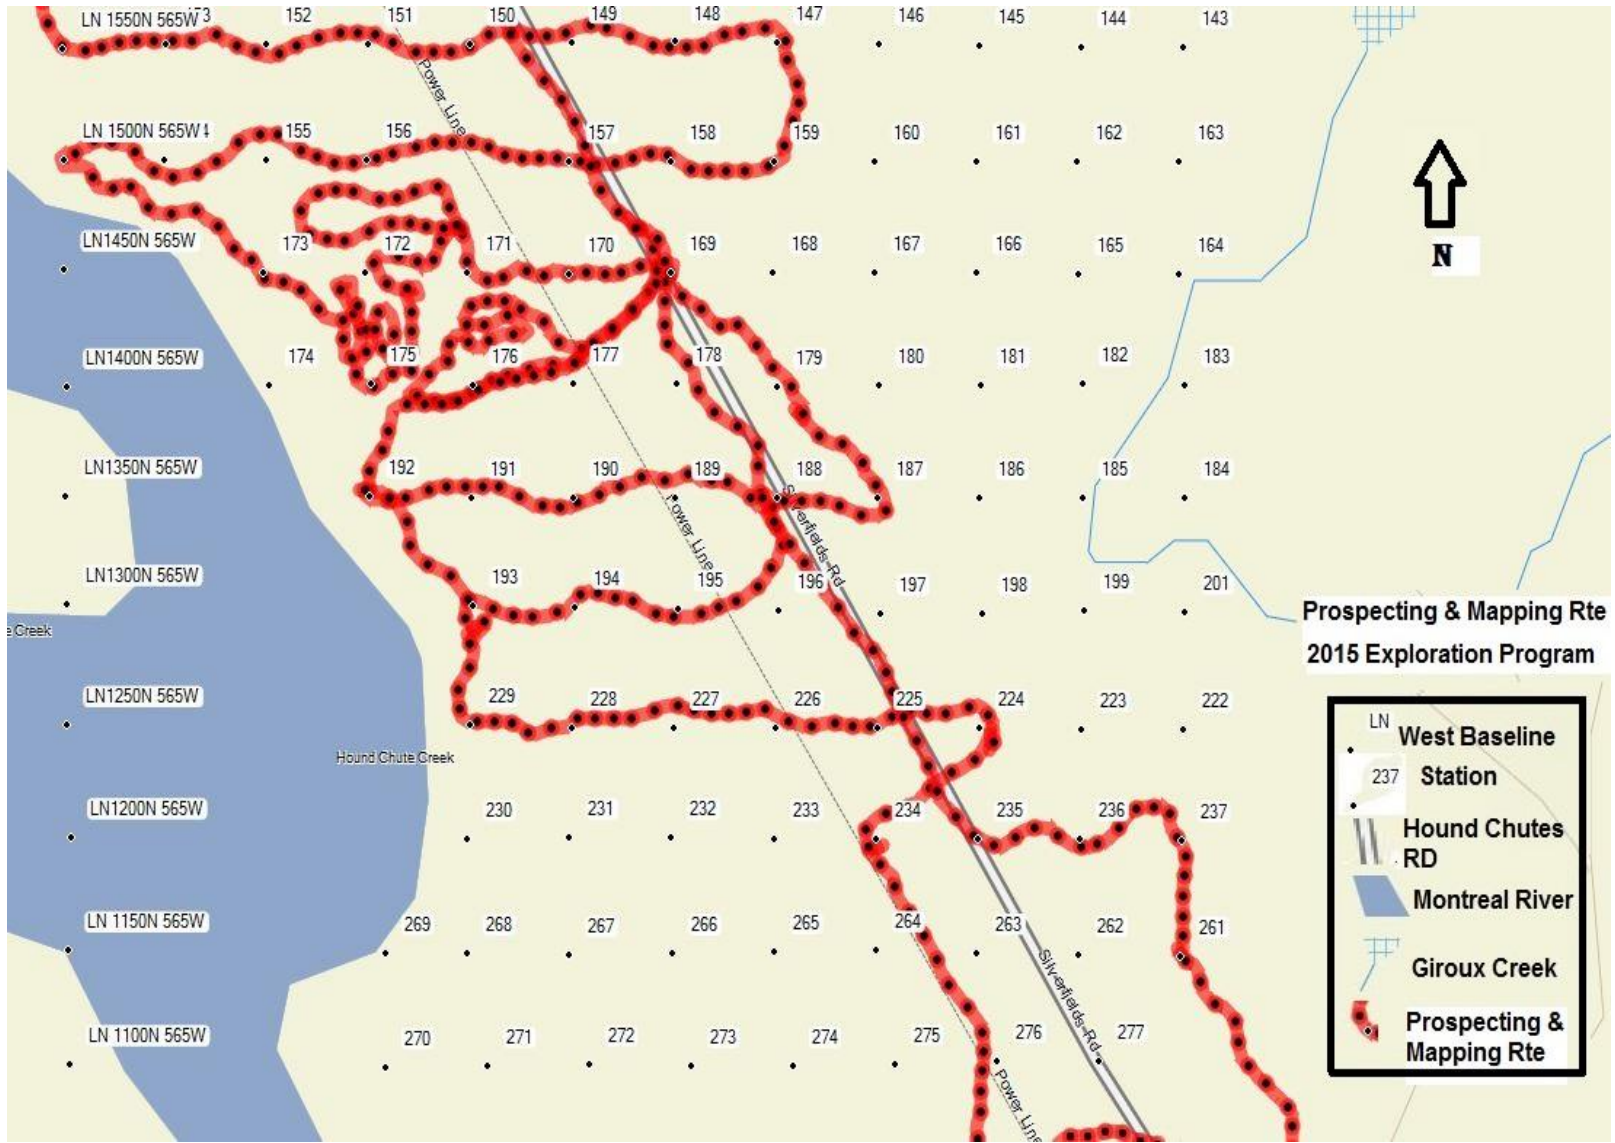 LN 1550N 565W 73 152 151 150 149 148 147 146 145 144 143
Power Line
LN 1500N 565W 155 156 157 158 159 160 161 162 163
LN1450N 565W 173 172 171 170 169 168 167 166 165 164
N
LN1400N 565W 174 175 176 177 178 179 180 181 182 183
LN1350N 565W 192 191 190 189 188 187 186 185 184
Silverfields Rd
Power Line
LN1300N 565W 193 194 195 196 197 198 199 201
e Creek
Prospecting & Mapping Rte
2015 Exploration Program
LN1250N 565W 229 228 227 226 225 224 223 222
Hound Chute Creek
LN1200N 565W 230 231 232 233 234 235 236 237
LN 1150N 565W 269 268 267 266 265 264 263 262 261
Silverfields Rd
LN 1100N 565W 270 271 272 273 274 275 276 277
Power Line
LN
West Baseline
237 Station
Hound Chutes
RD
Montreal River
Giroux Creek
Prospecting &
Mapping Rte